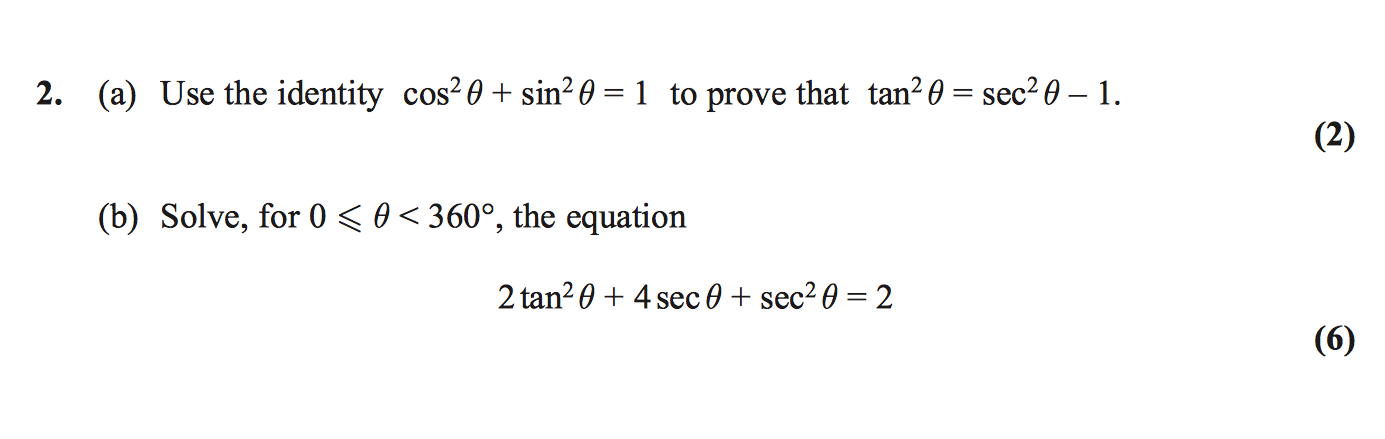 2. (a) Use the identity cos² θ + sin² θ = 1 to prove that tan² θ = sec² θ – 1.
(2)
(b) Solve, for 0 ⩽ θ < 360°, the equation
2 tan² θ + 4 sec θ + sec² θ = 2
(6)